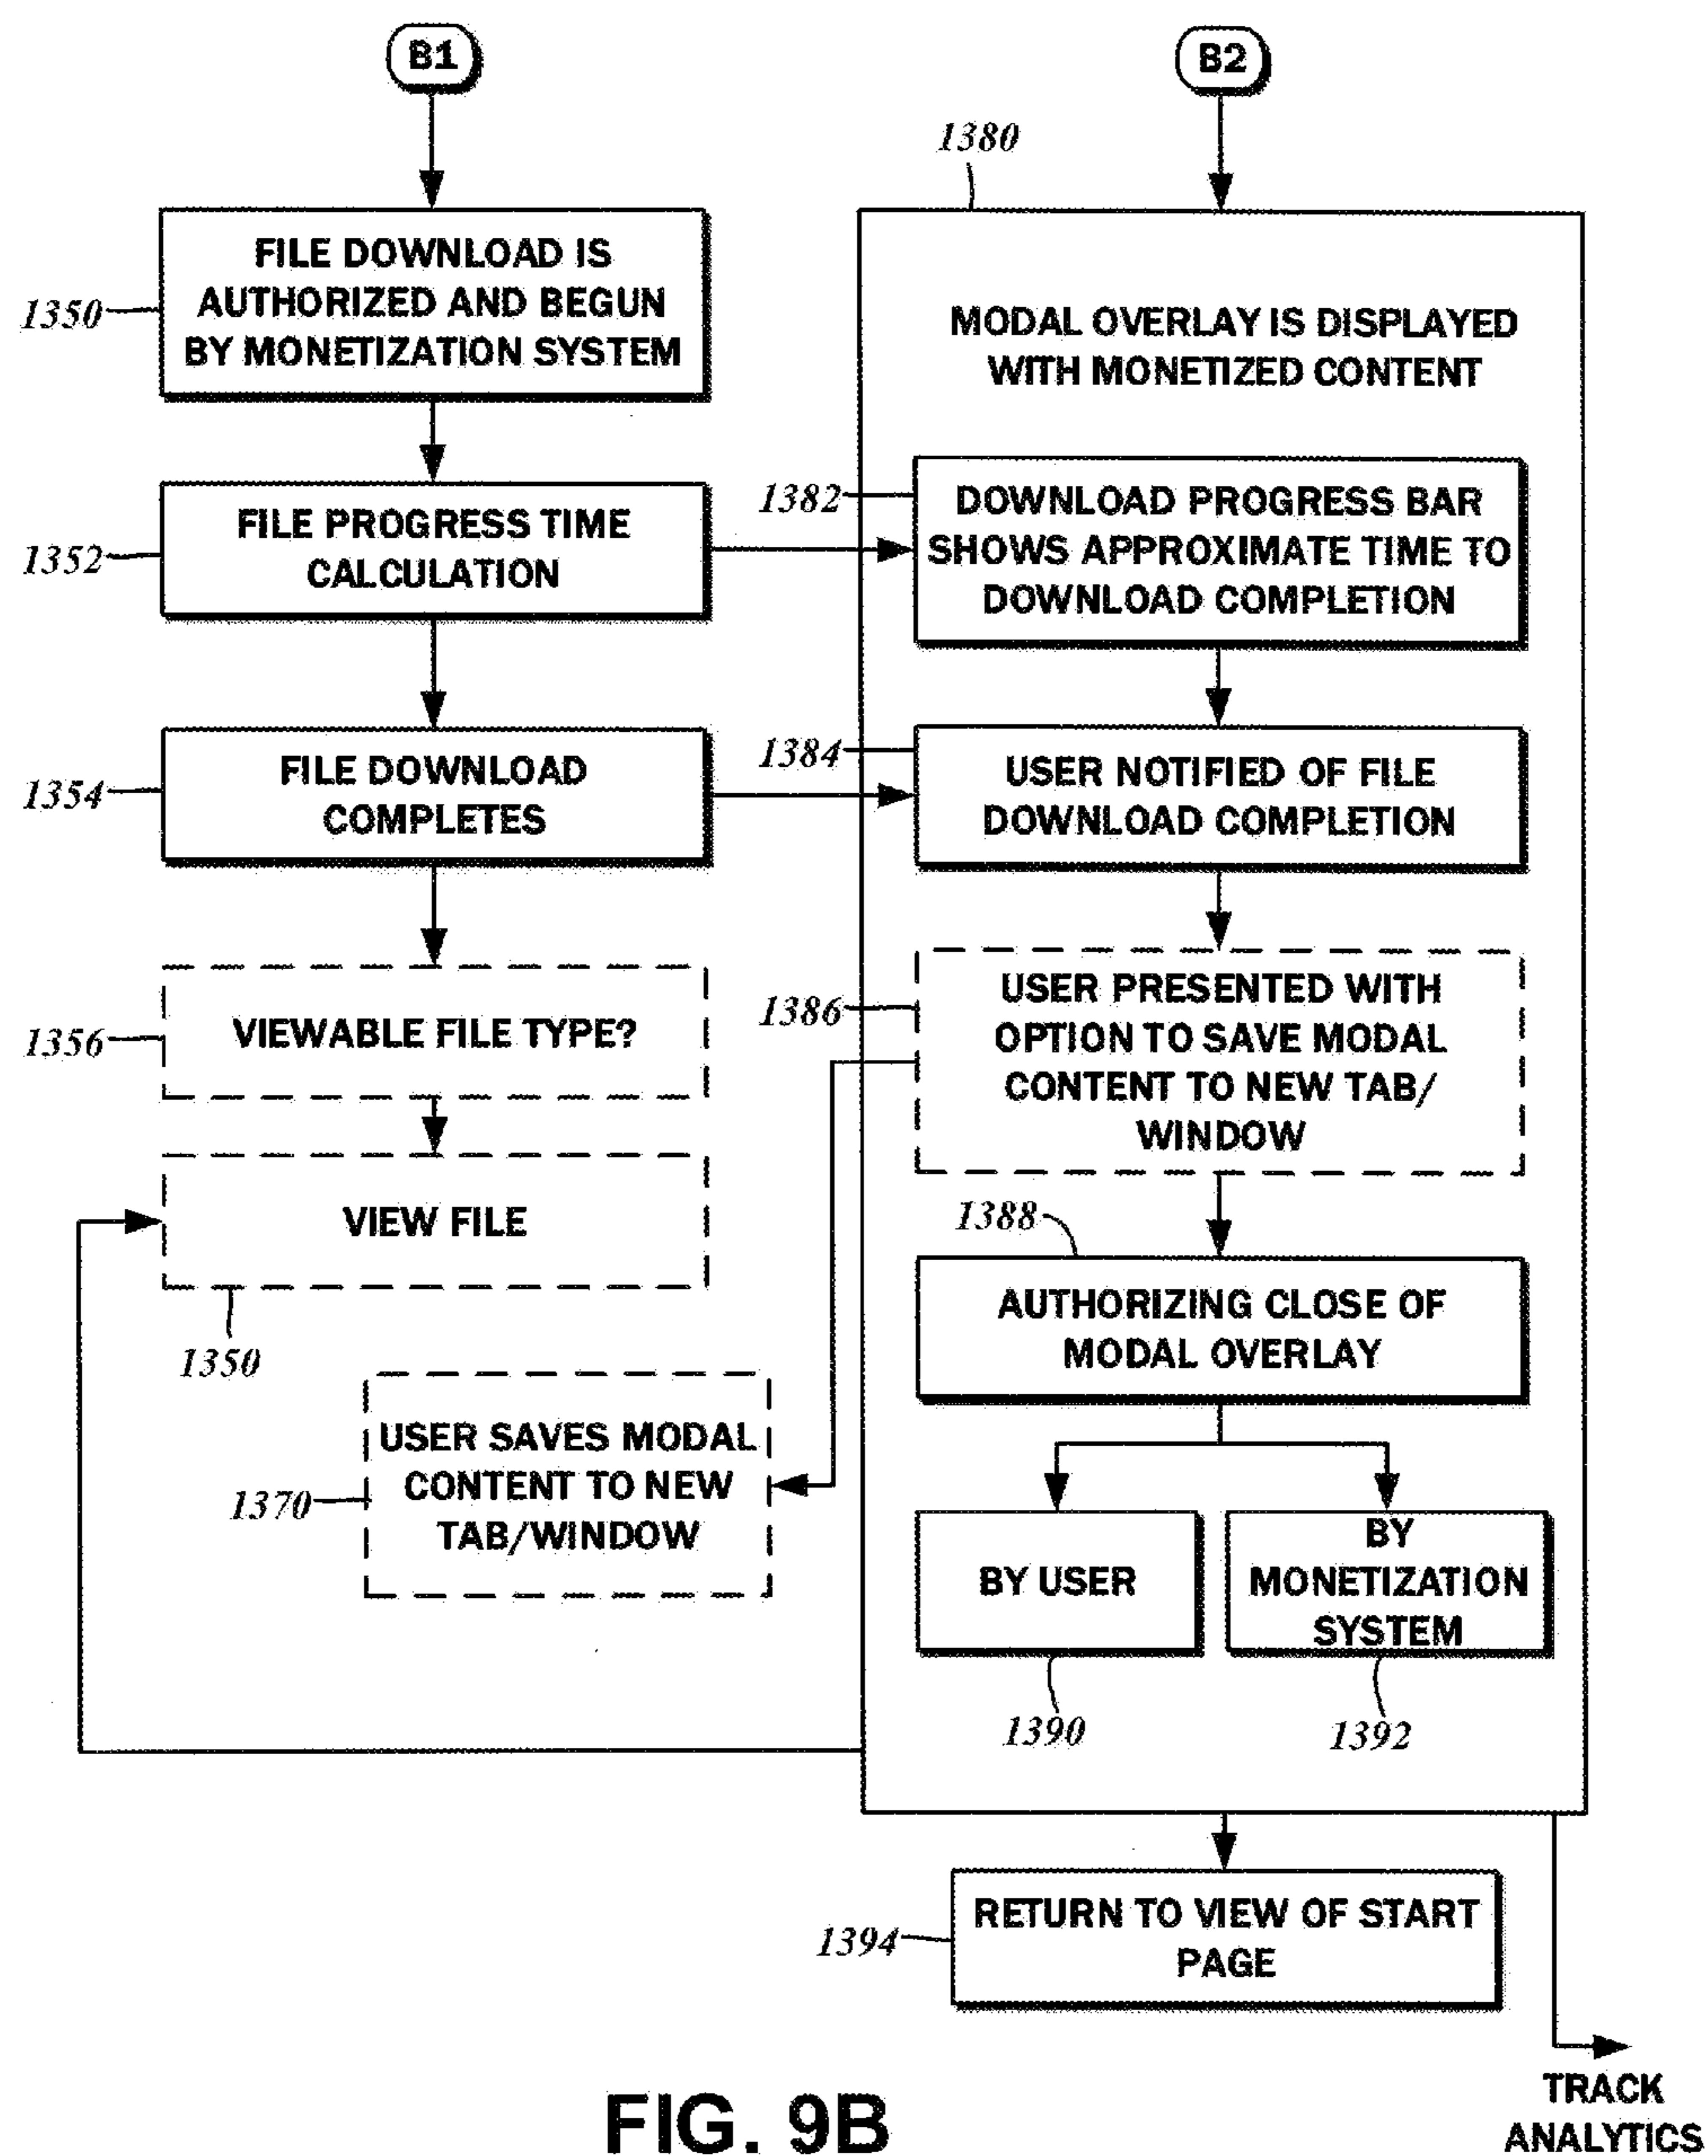 B1
B2
1380
FILE DOWNLOAD IS
AUTHORIZED AND BEGUN
BY MONETIZATION SYSTEM
1350
MODAL OVERLAY IS DISPLAYED
WITH MONETIZED CONTENT
FILE PROGRESS TIME
CALCULATION
1352
1382
DOWNLOAD PROGRESS BAR
SHOWS APPROXIMATE TIME TO
DOWNLOAD COMPLETION
FILE DOWNLOAD
COMPLETES
1354
1384
USER NOTIFIED OF FILE
DOWNLOAD COMPLETION
VIEWABLE FILE TYPE?
1356
1386
USER PRESENTED WITH
OPTION TO SAVE MODAL
CONTENT TO NEW TAB/
WINDOW
VIEW FILE
1350
1388
AUTHORIZING CLOSE OF
MODAL OVERLAY
USER SAVES MODAL
CONTENT TO NEW
TAB/WINDOW
1370
BY USER
BY
MONETIZATION
SYSTEM
1390
1392
RETURN TO VIEW OF START
PAGE
1394
TRACK
ANALYTICS
FIG. 9B